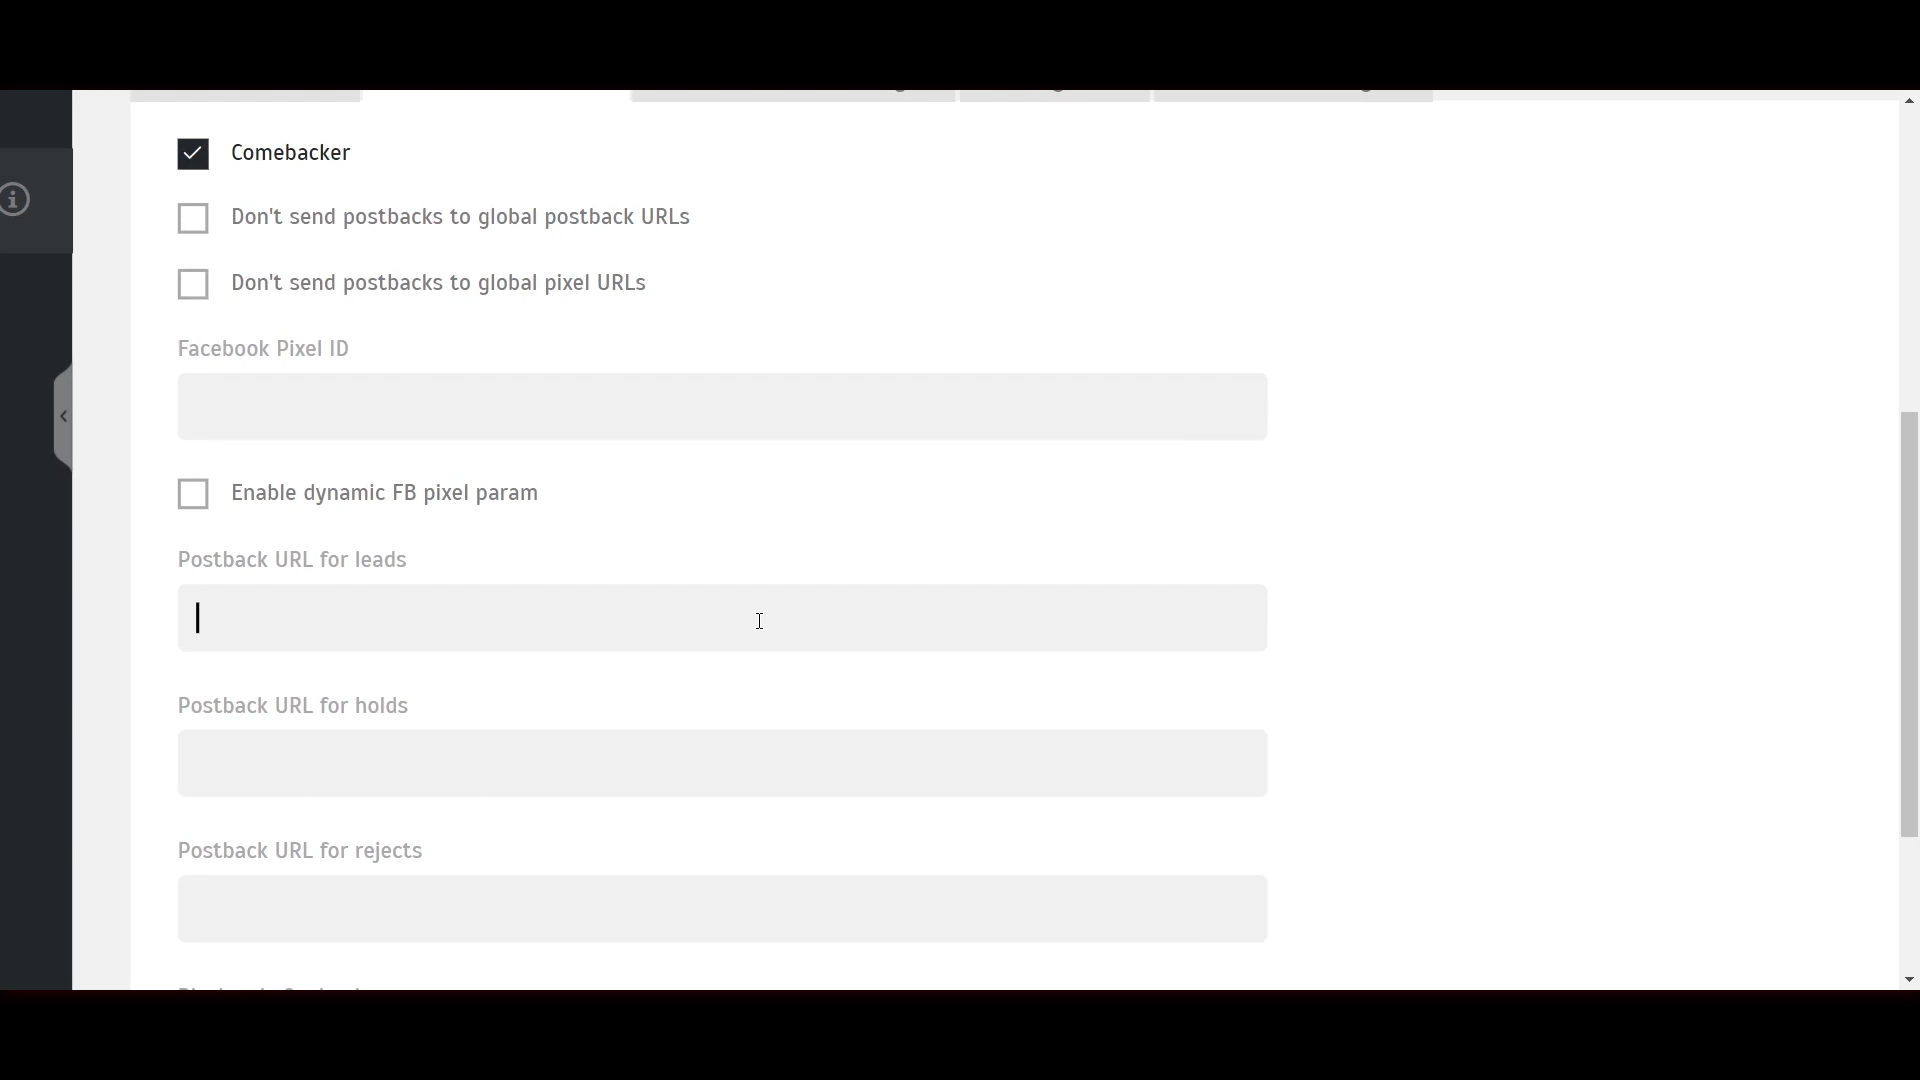 Comebacker
Don't send postbacks to global postback URLs
Don't send postbacks to global pixel URLs
Facebook Pixel ID
Enable dynamic FB pixel param
Postback URL for leads
Postback URL for holds
Postback URL for rejects